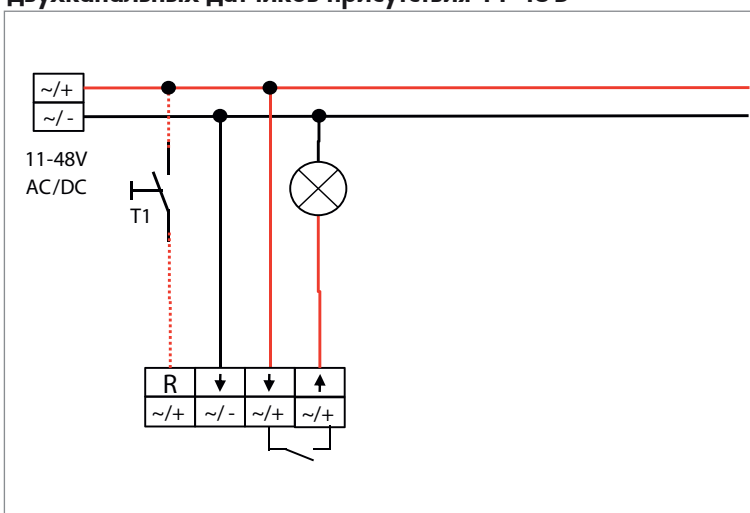 двухканальных датчиков присутствия 11-48 В
~/+
~/ -
11-48V
AC/DC
T1
R
~/+ ~/ - ~/+ ~/+